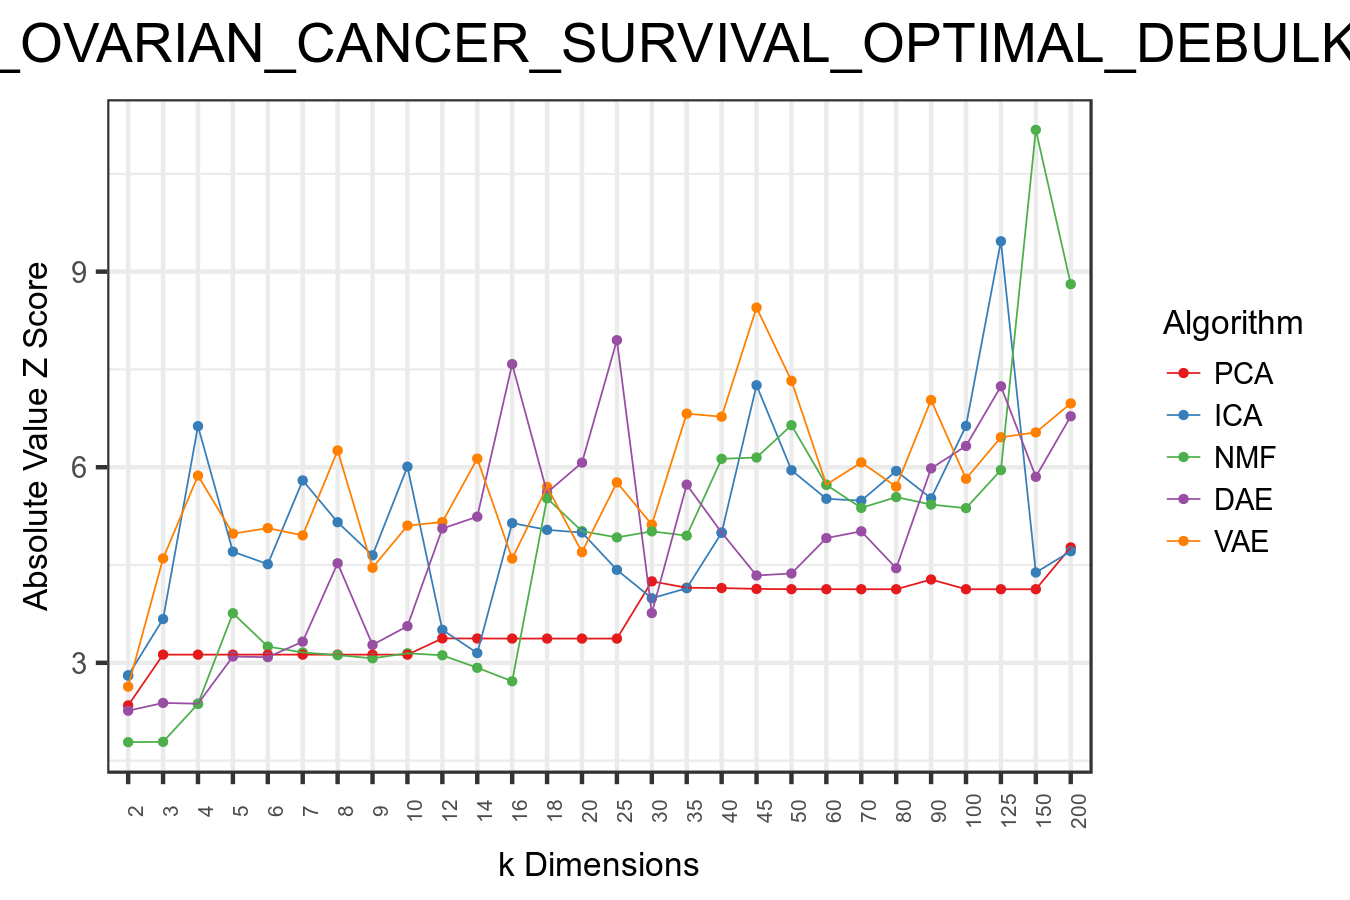 _OVARIAN_CANCER_SURVIVAL_OPTIMAL_DEBULK
Absolute Value Z Score
9
6
3
2 3 4 5 6 7 8 9 10 12 14 16 18 20 25 30 35 40 45 50 60 70 80 90 100 125 150 200
k Dimensions
Algorithm
PCA
ICA
NMF
DAE
VAE